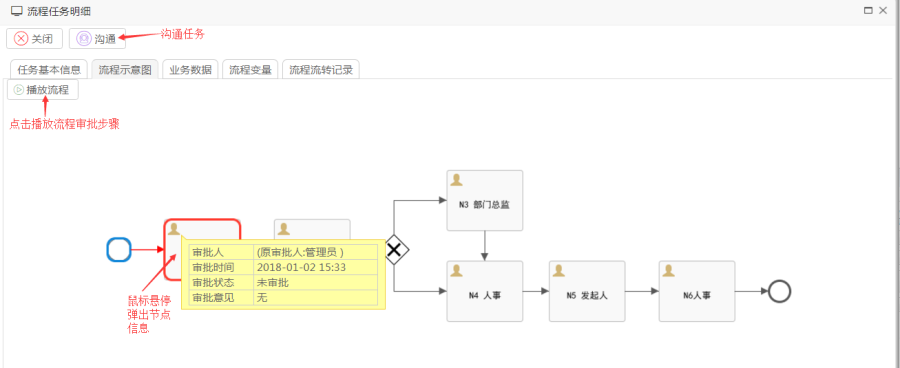 流程任务明细
关闭
沟通
沟通任务
任务基本信息
流程示意图
业务数据
流程变量
流程流转记录
播放流程
点击播放流程审批步骤
N3 部门总监
审批人 (原审批人:管理员 )
审批时间 2018-01-02 15:33
审批状态 未审批
审批意见 无
鼠标悬停
弹出节点
信息
N4 人事
N5 发起人
N6人事